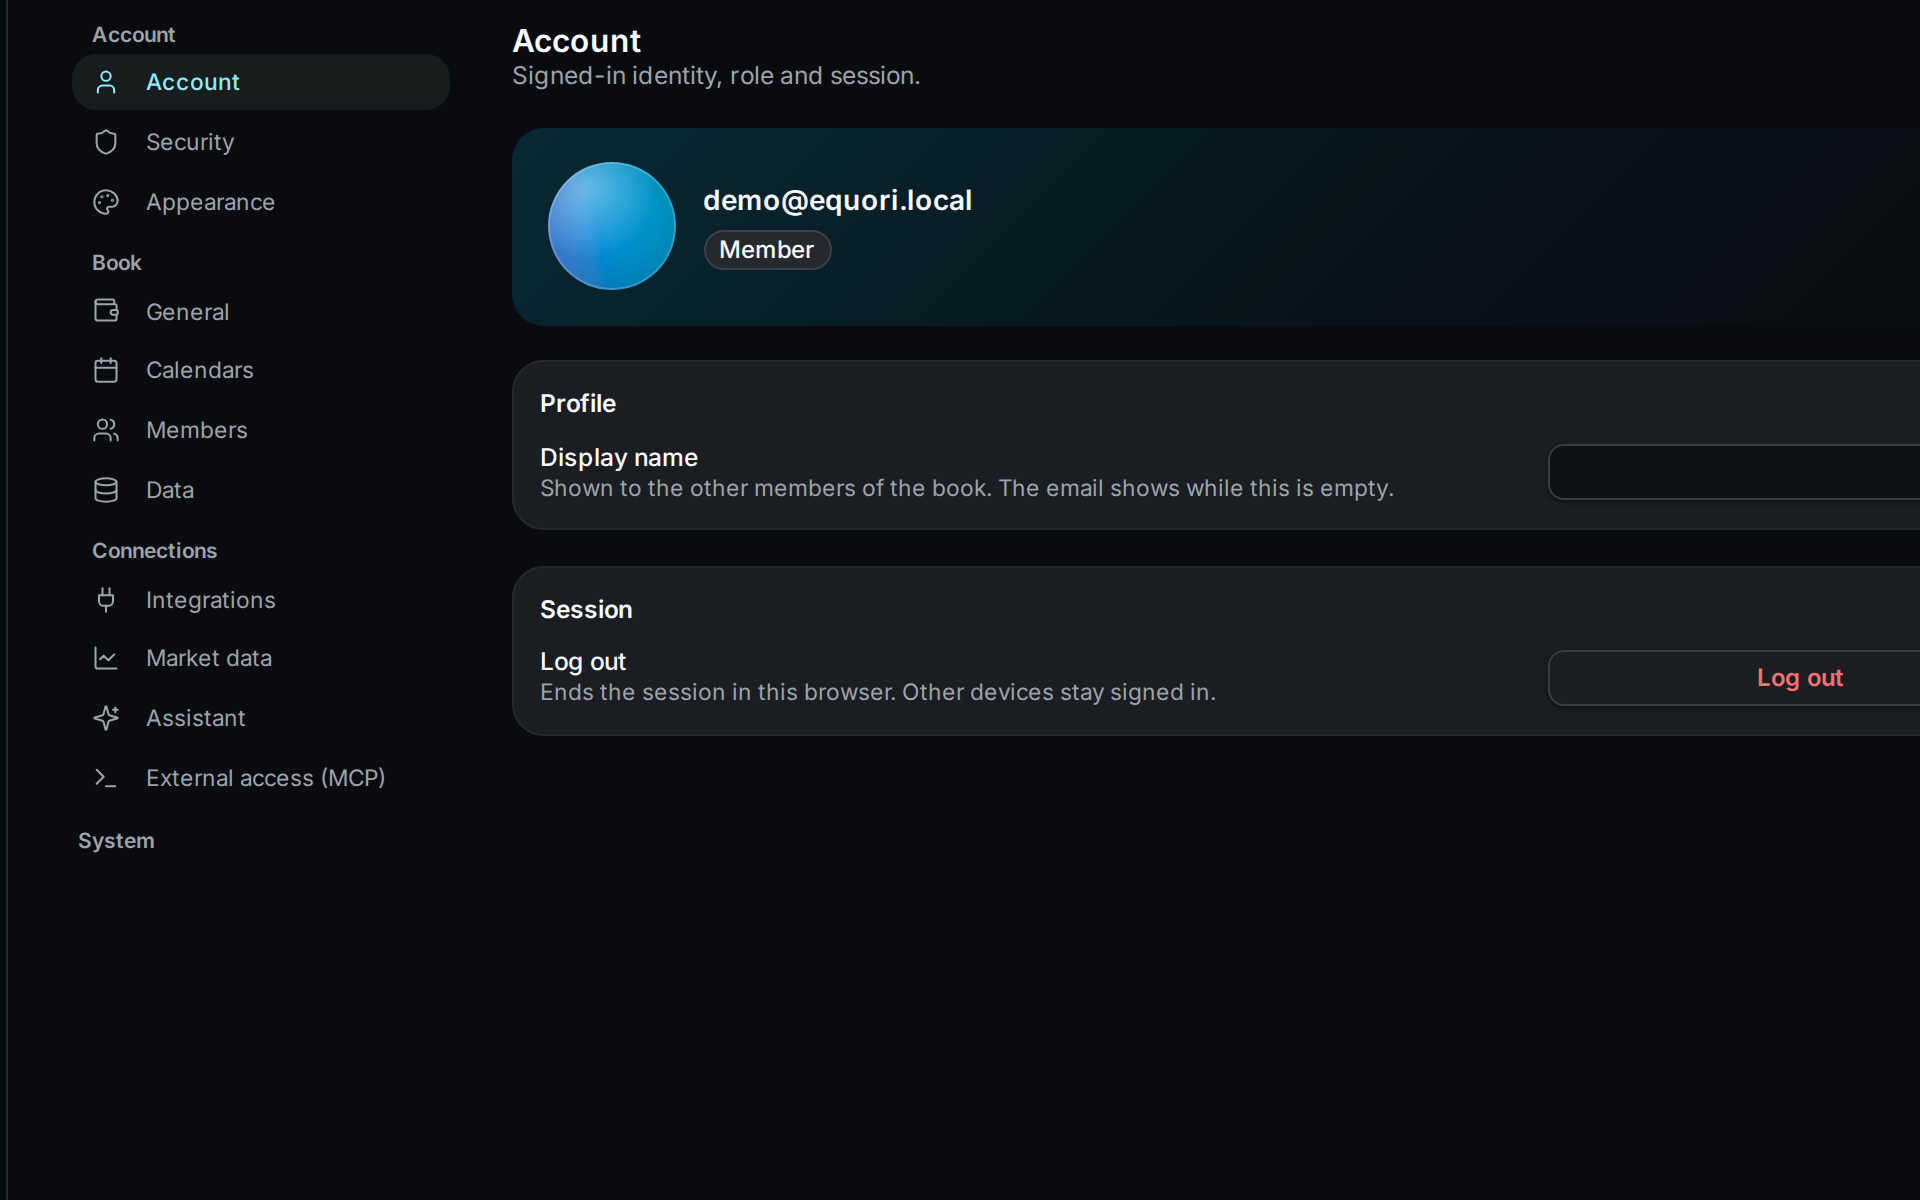 Account
Account
Security
Appearance
Book
General
Calendars
Members
Data
Connections
Integrations
Market data
Assistant
External access (MCP)
System
Account
Signed-in identity, role and session.
demo@equori.local
Member
Profile
Display name
Shown to the other members of the book. The email shows while this is empty.
Session
Log out
Ends the session in this browser. Other devices stay signed in.
Log out